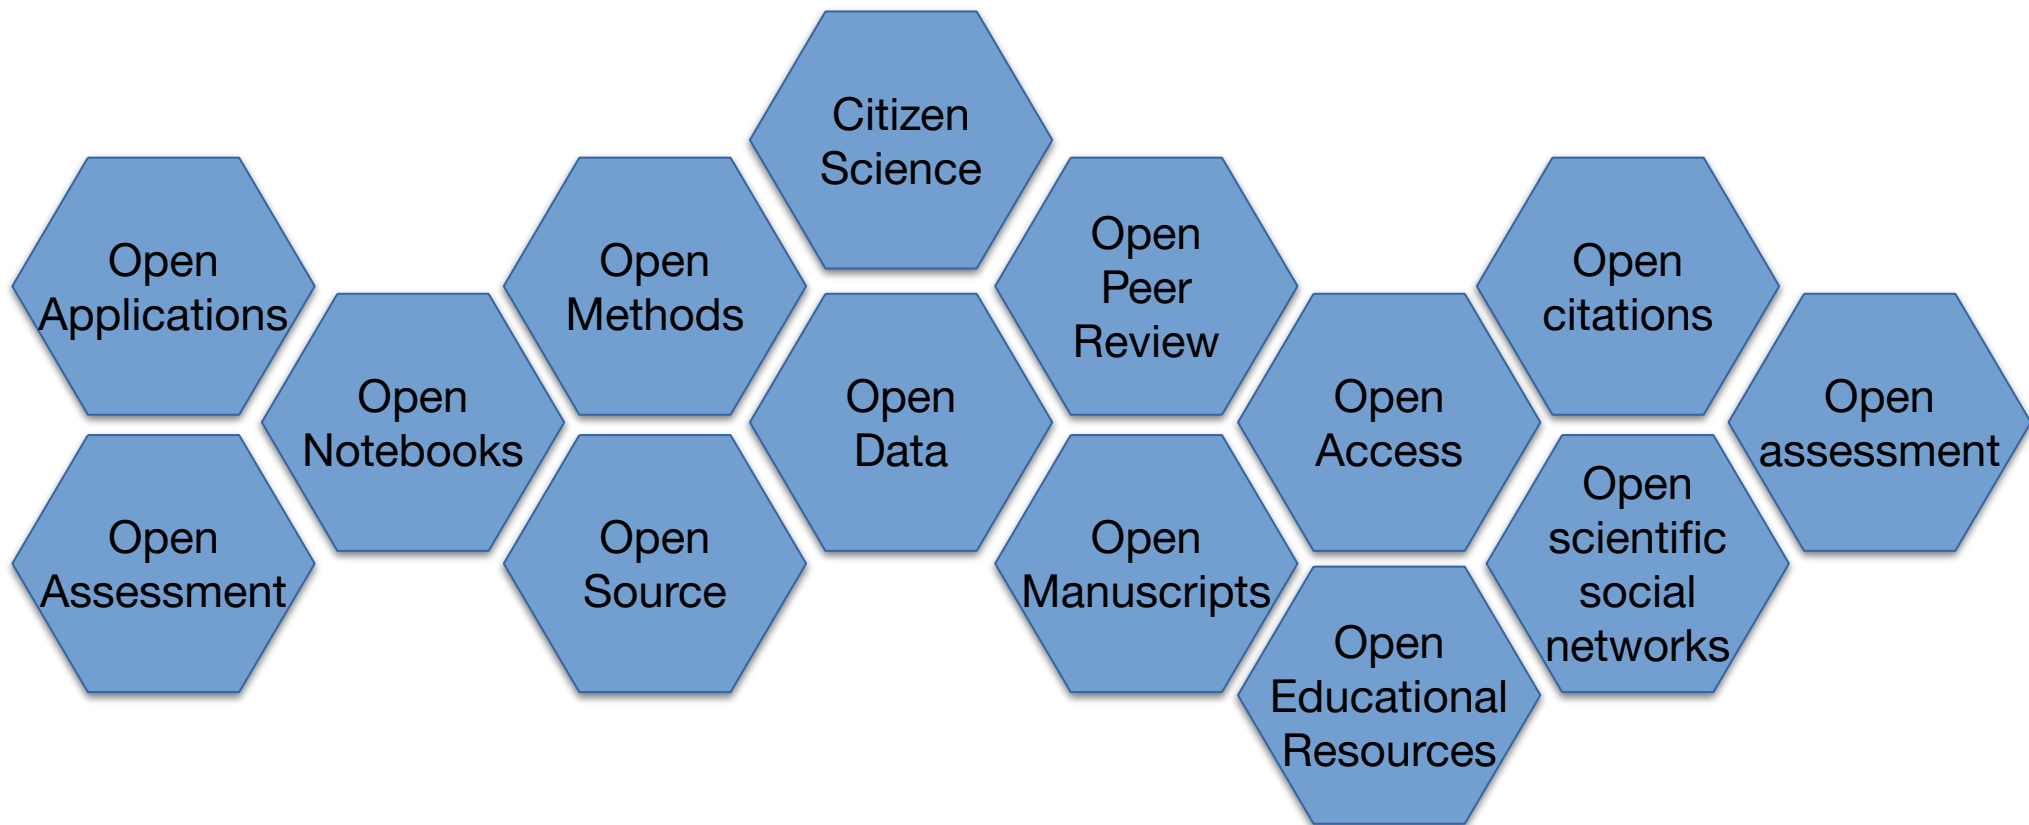 Citizen
Science
Open
Applications
Open
Methods
Open
Peer
Review
Open
citations
Open
Notebooks
Open
Data
Open
Access
Open
assessment
Open
Assessment
Open
Source
Open
Manuscripts
Open
scientific
social
networks
Open
Educational
Resources